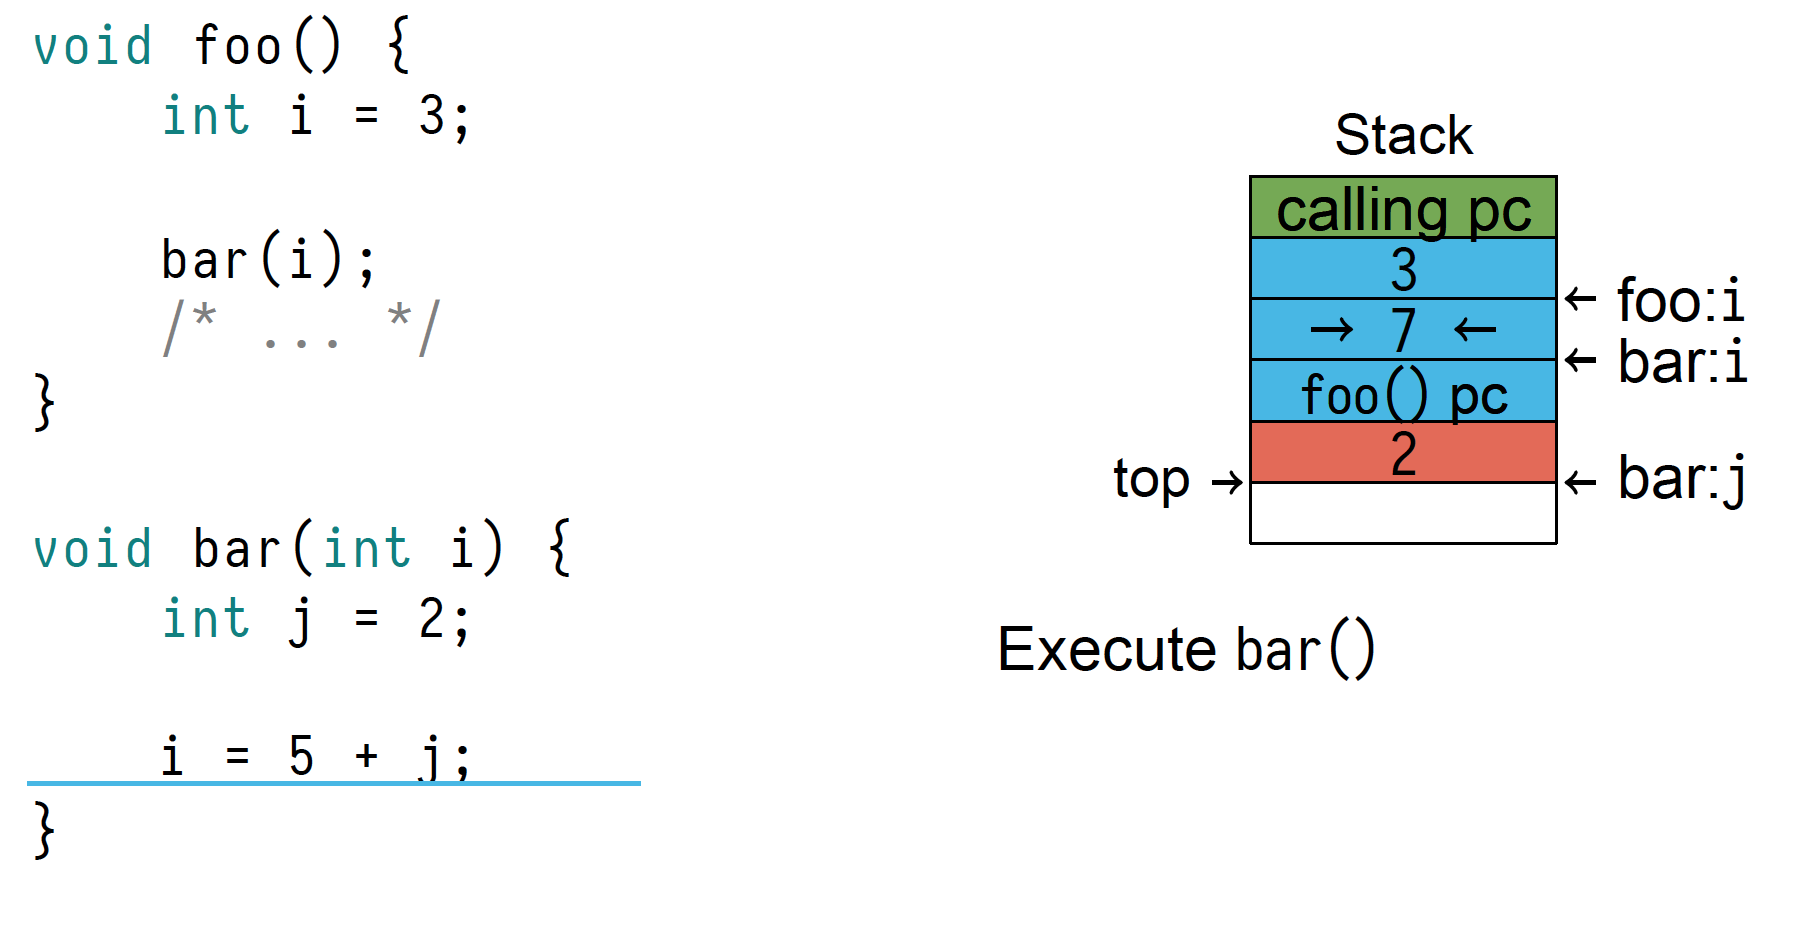 void foo() {
    int i = 3;

    bar(i);
    /* ... */
}

void bar(int i) {
    int j = 2;

    i = 5 + j;
}
Stack
calling pc
3
← foo:i
→ 7 ←
← bar:i
foo() pc
2
top → ← bar:j
Execute bar()